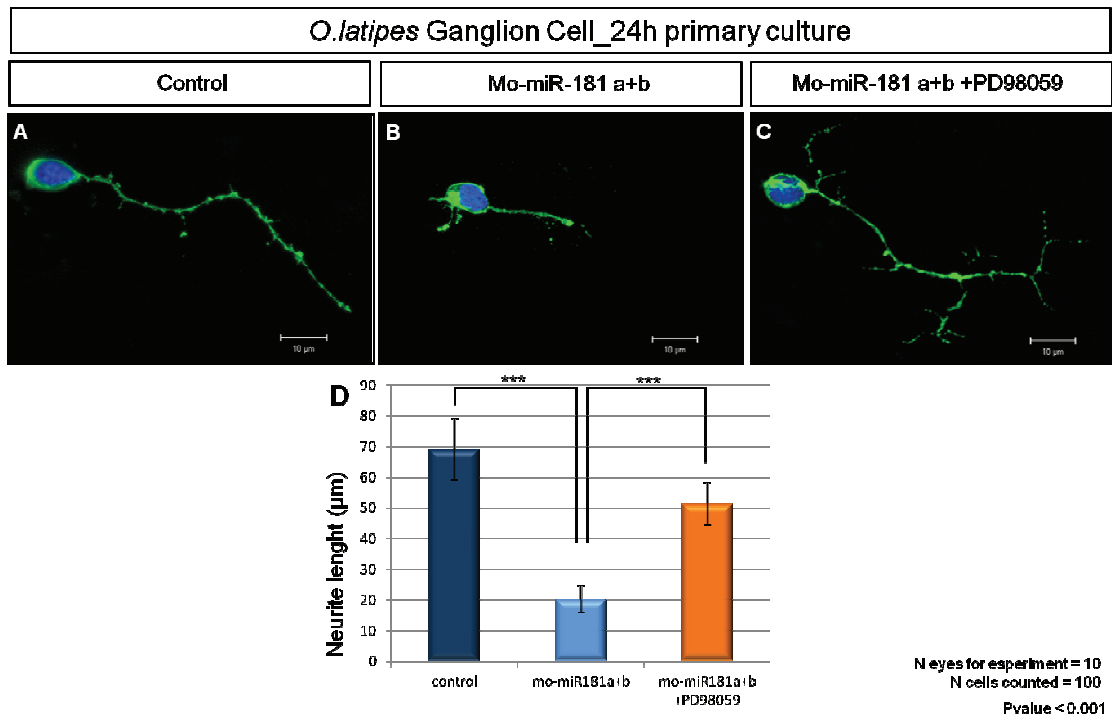 O.latipes Ganglion Cell_24h primary culture
Control
Mo-miR-181 a+b
Mo-miR-181 a+b +PD98059
A
B
C
10 µm
10 µm
10 µm
D
***
***
Neurite lenght (µm)
90
80
70
60
50
40
30
20
10
0
control
mo-miR181a+b
mo-miR181a+b
+PD98059
N eyes for esperiment = 10
N cells counted = 100
Pvalue < 0.001